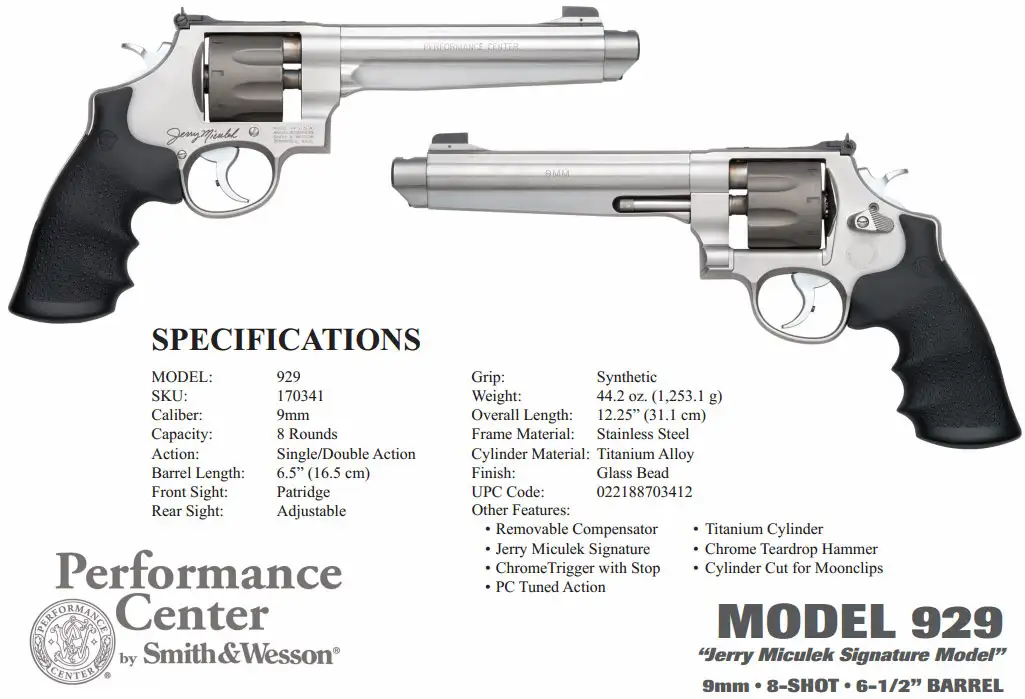 PERFORMANCE CENTER
Jerry Miculek
9MM
SPECIFICATIONS
MODEL: 929
SKU: 170341
Caliber: 9mm
Capacity: 8 Rounds
Action: Single/Double Action
Barrel Length: 6.5” (16.5 cm)
Front Sight: Patridge
Rear Sight: Adjustable
Grip: Synthetic
Weight: 44.2 oz. (1,253.1 g)
Overall Length: 12.25” (31.1 cm)
Frame Material: Stainless Steel
Cylinder Material: Titanium Alloy
Finish: Glass Bead
UPC Code: 022188703412
Other Features:
• Removable Compensator
• Jerry Miculek Signature
• ChromeTrigger with Stop
• PC Tuned Action
• Titanium Cylinder
• Chrome Teardrop Hammer
• Cylinder Cut for Moonclips
Performance
Center
by Smith&Wesson®
PERFORMANCE
CENTER
®
MODEL 929
“Jerry Miculek Signature Model”
9mm • 8-SHOT • 6-1/2” BARREL